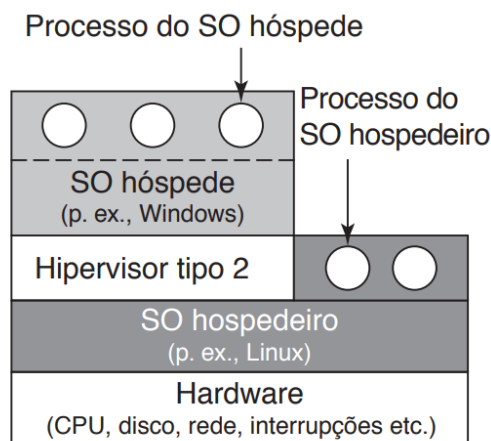 Processo do SO hóspede
Processo do
SO hospedeiro
SO hóspede
(p. ex., Windows)
Hipervisor tipo 2
SO hospedeiro
(p. ex., Linux)
Hardware
(CPU, disco, rede, interrupções etc.)